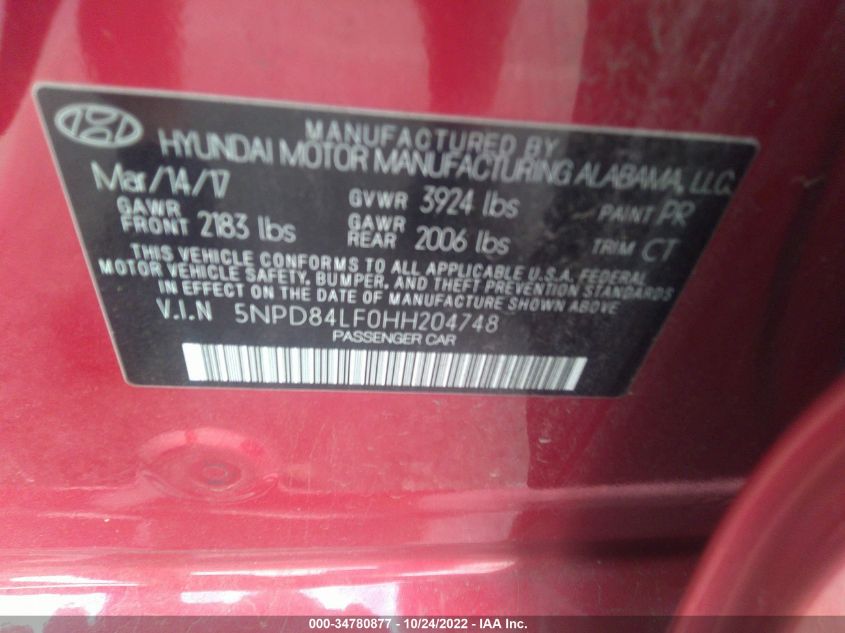 MANUFACTURED BY
HYUNDAI MOTOR MANUFACTURING ALABAMA, LLC
Mar/14/17
GVWR 3924 lbs
PAINT PR
GAWR FRONT 2183 lbs
GAWR REAR 2006 lbs
TRIM CT
THIS VEHICLE CONFORMS TO ALL APPLICABLE U.S.A. FEDERAL
MOTOR VEHICLE SAFETY, BUMPER, AND THEFT PREVENTION STANDARDS
IN EFFECT ON THE DATE OF MANUFACTURE SHOWN ABOVE
V.I.N 5NPD84LF0HH204748
PASSENGER CAR
000-34780877 - 10/24/2022 - IAA Inc.